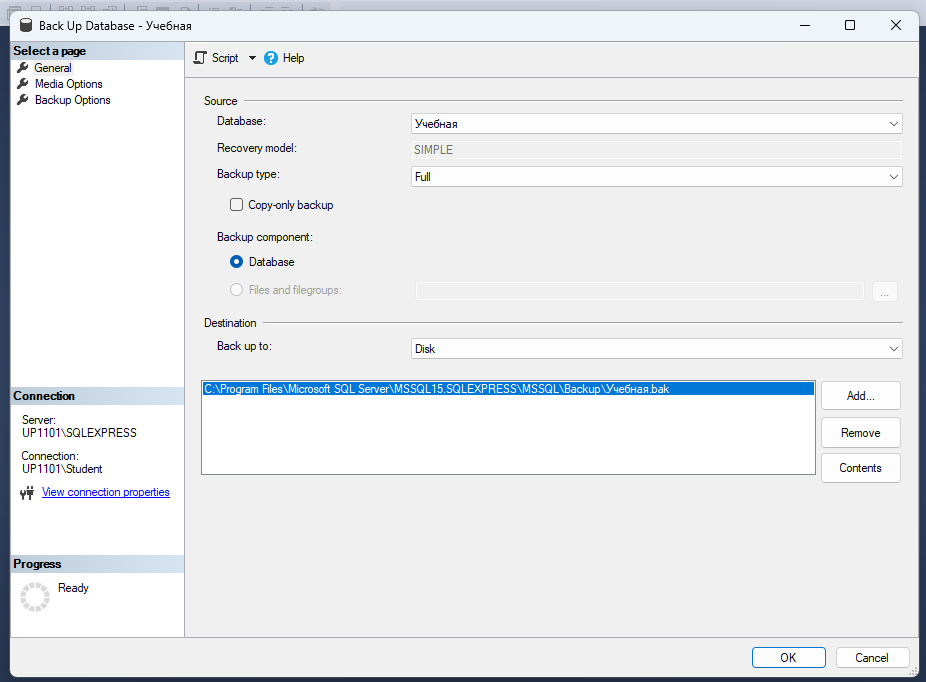 Back Up Database - Учебная
Select a page
General
Media Options
Backup Options
Script
Help
Source
Database:
Учебная
Recovery model:
SIMPLE
Backup type:
Full
Copy-only backup
Backup component:
Database
Files and filegroups:
...
Destination
Back up to:
Disk
C:\Program Files\Microsoft SQL Server\MSSQL15.SQLEXPRESS\MSSQL\Backup\Учебная.bak
Add...
Remove
Contents
Connection
Server:
UP1101\SQLEXPRESS
Connection:
UP1101\Student
View connection properties
Progress
Ready
OK
Cancel